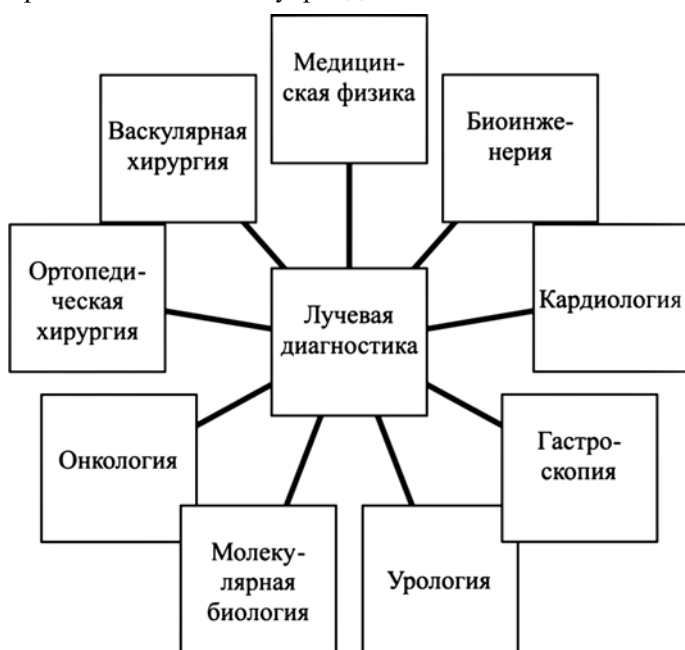 Медицин-
ская физика
Биоинже-
нерия
Кардиология
Гастро-
скопия
Урология
Молеку-
лярная
биология
Онкология
Ортопеди-
ческая
хирургия
Васкулярная
хирургия
Лучевая
диагностика